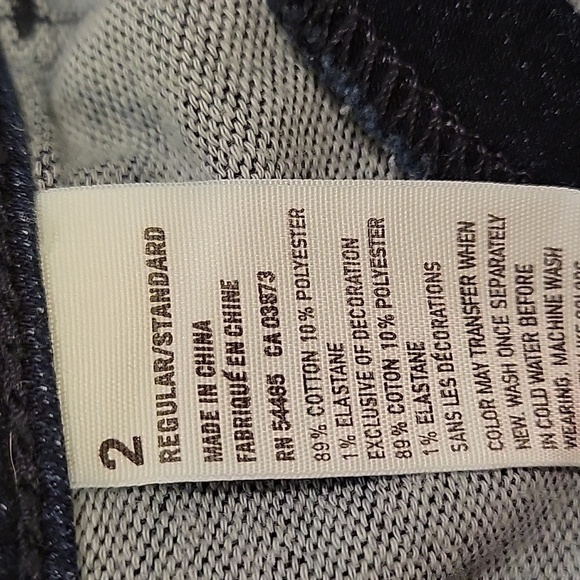 2
REGULAR/STANDARD
MADE IN CHINA
FABRIQUÉ EN CHINE
RN 54485 CA 03873
89% COTTON 10% POLYESTER
1% ELASTANE
EXCLUSIVE OF DECORATION
89% COTON 10% POLYESTER
1% ELASTANE
SANS LES DÉCORATIONS
COLOR MAY TRANSFER WHEN
NEW. WASH ONCE SEPARATELY
IN COLD WATER BEFORE
WEARING. MACHINE WASH